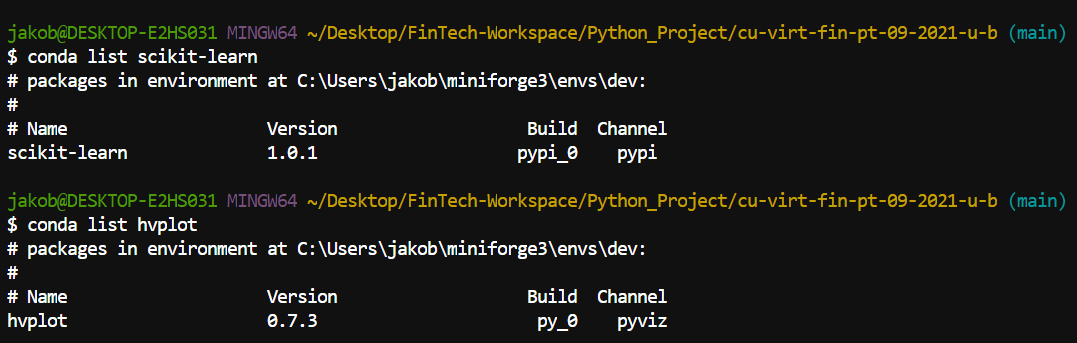 jakob@DESKTOP-E2HS031 MINGW64 ~/Desktop/FinTech-Workspace/Python_Project/cu-virt-fin-pt-09-2021-u-b (main)
$ conda list scikit-learn
# packages in environment at C:\Users\jakob\miniforge3\envs\dev:
#
# Name                    Version                   Build  Channel
scikit-learn              1.0.1                    pypi_0    pypi

jakob@DESKTOP-E2HS031 MINGW64 ~/Desktop/FinTech-Workspace/Python_Project/cu-virt-fin-pt-09-2021-u-b (main)
$ conda list hvplot
# packages in environment at C:\Users\jakob\miniforge3\envs\dev:
#
# Name                    Version                   Build  Channel
hvplot                    0.7.3                      py_0    pyviz